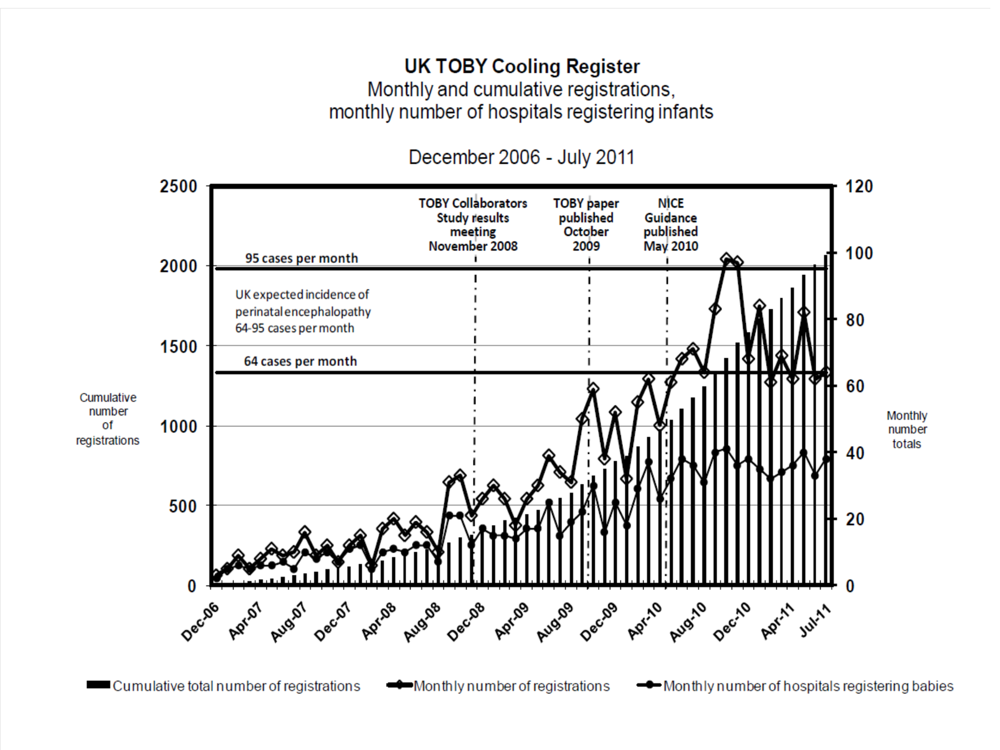 UK TOBY Cooling Register
Monthly and cumulative registrations,
monthly number of hospitals registering infants
December 2006 - July 2011
2500
2000
1500
1000
500
0
120
100
80
60
40
20
0
TOBY Collaborators
Study results
meeting
November 2008
TOBY paper
published
October
2009
NICE
Guidance
published
May 2010
95 cases per month
UK expected incidence of
perinatal encephalopathy
64-95 cases per month
64 cases per month
Cumulative
number
of
registrations
Monthly
number
totals
Dec-06
Apr-07
Aug-07
Dec-07
Apr-08
Aug-08
Dec-08
Apr-09
Aug-09
Dec-09
Apr-10
Aug-10
Dec-10
Apr-11
Jul-11
Cumulative total number of registrations
Monthly number of registrations
Monthly number of hospitals registering babies